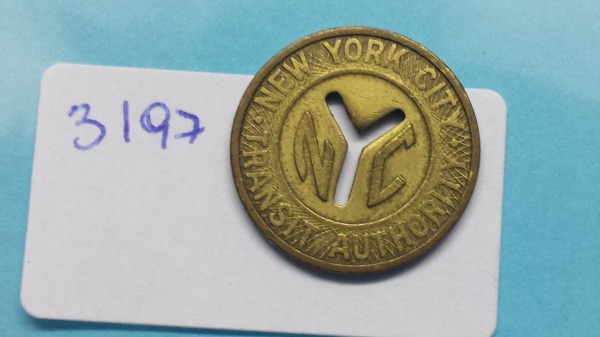 3197
NEW YORK CITY
NYC
TRANSIT AUTHORITY